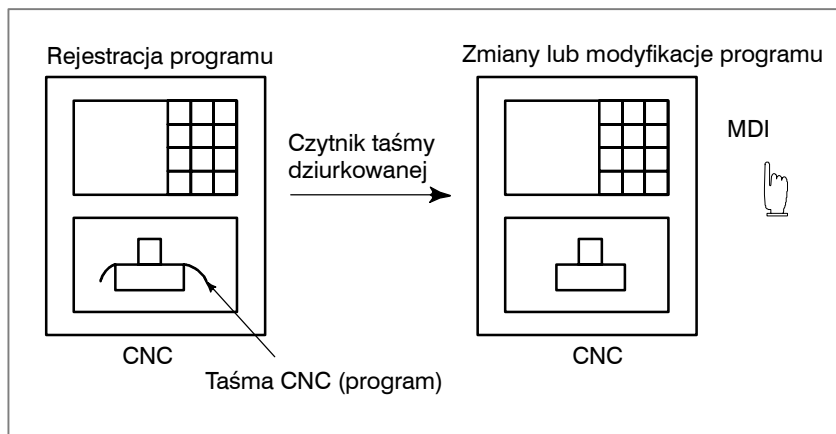 Rejestracja programu
Zmiany lub modyfikacje programu
Czytnik taśmy
dziurkowanej
MDI
CNC
CNC
Taśma CNC (program)